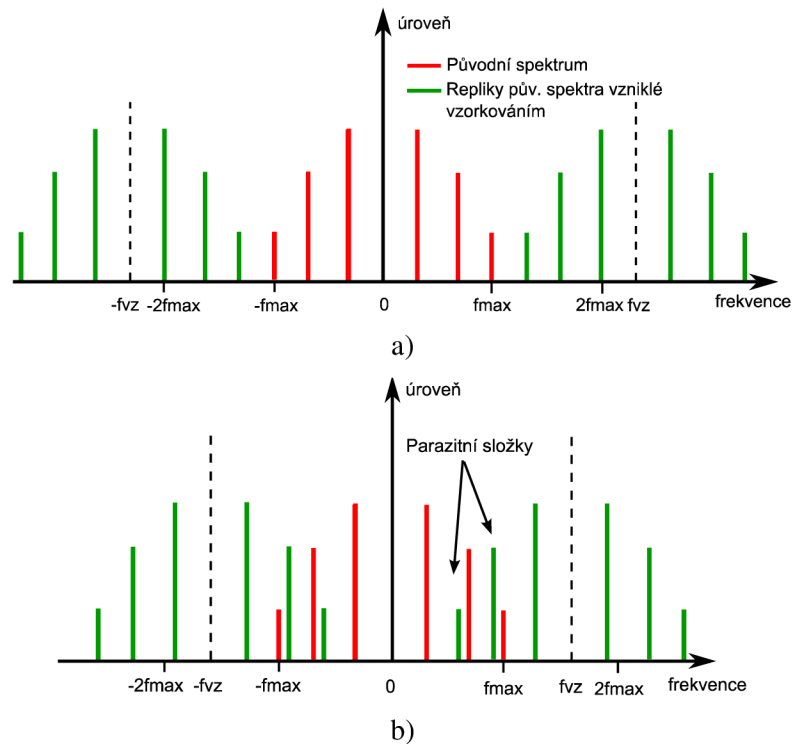 úroveň
Původní spektrum
Repliky pův. spektra vzniklé
vzorkováním
-fvz -2fmax -fmax 0 fmax 2fmax fvz frekvence
a)
úroveň
Parazitní složky
-2fmax -fvz -fmax 0 fmax fvz 2fmax frekvence
b)